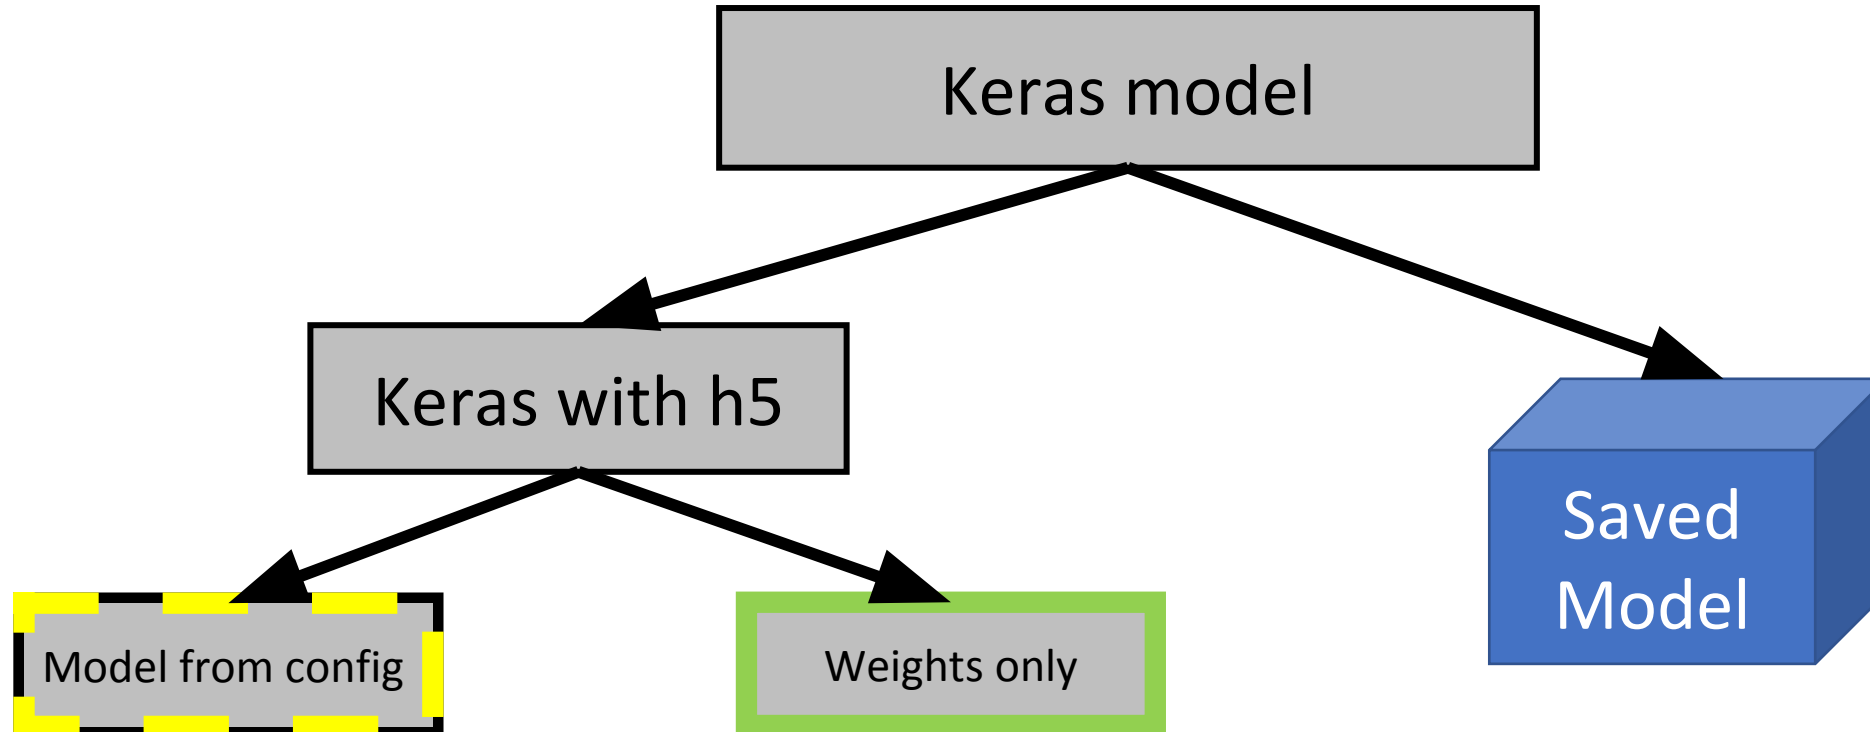 Keras model
Keras with h5
Saved
Model
Model from config
Weights only